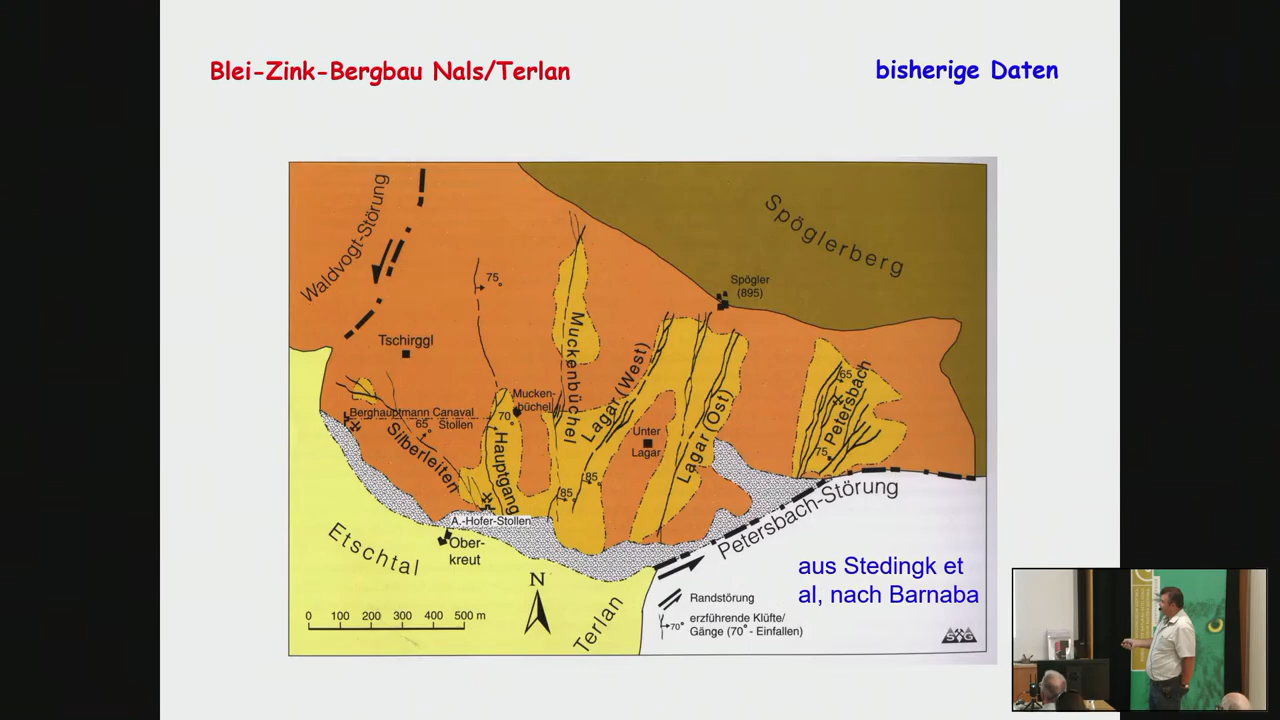 Blei-Zink-Bergbau Nals/Terlan
bisherige Daten
Waldvogt-Störung
Spöglerberg
Spögler
(895)
75°
Tschirggl
Muckenbüchel
Lagar (West)
Mucken-
büchel
Berghauptmann Canaval
Stollen
65°
70°
Silberleiten
Hauptgang
Unter
Lagar
Lagar (Ost)
65
Petersbach
75°
85
85
A.-Hofer-Stollen
Ober-
kreut
Etschtal
Petersbach-Störung
Terlan
N
0 100 200 300 400 500 m
Randstörung
70°
erzführende Klüfte/
Gänge (70° - Einfallen)
aus Stedingk et
al, nach Barnaba